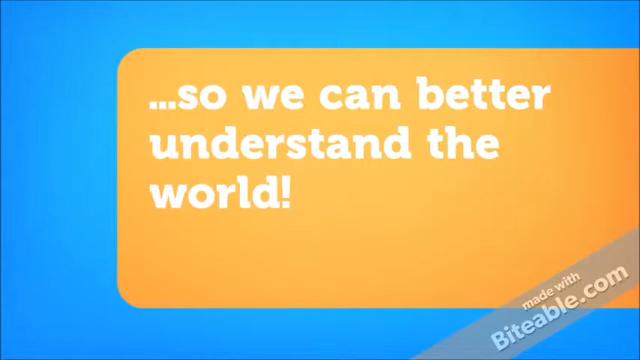 ...so we can better
understand the
world!
made with
Biteable.com